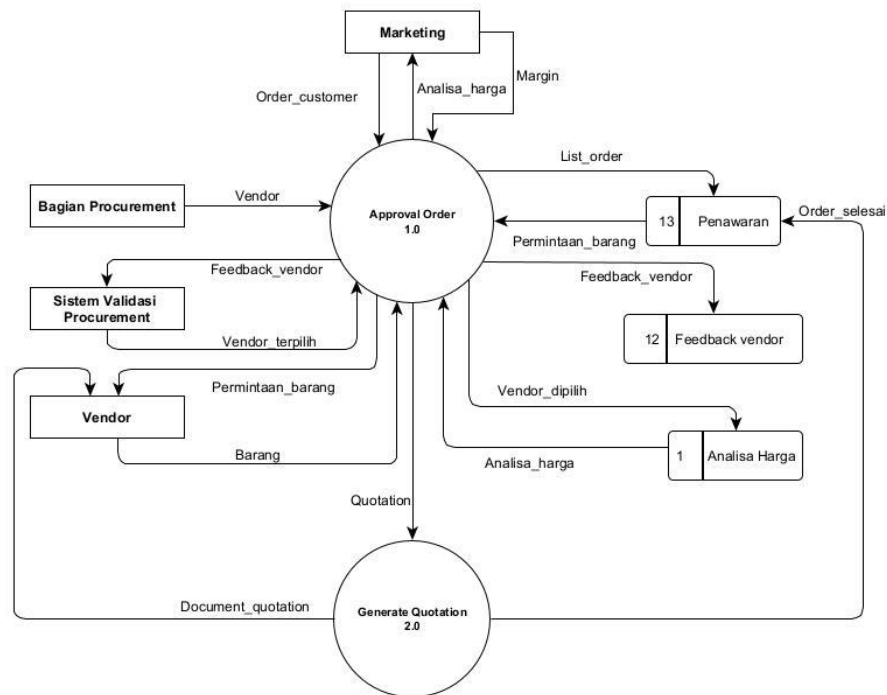 Marketing
Order_customer
Analisa_harga
Margin
List_order
Bagian Procurement
Vendor
Approval Order
1.0
13
Penawaran
Order_selesai
Permintaan_barang
Feedback_vendor
Feedback_vendor
Sistem Validasi
Procurement
Vendor_terpilih
12
Feedback vendor
Permintaan_barang
Vendor_dipilih
Vendor
Barang
Analisa_harga
1
Analisa Harga
Quotation
Document_quotation
Generate Quotation
2.0